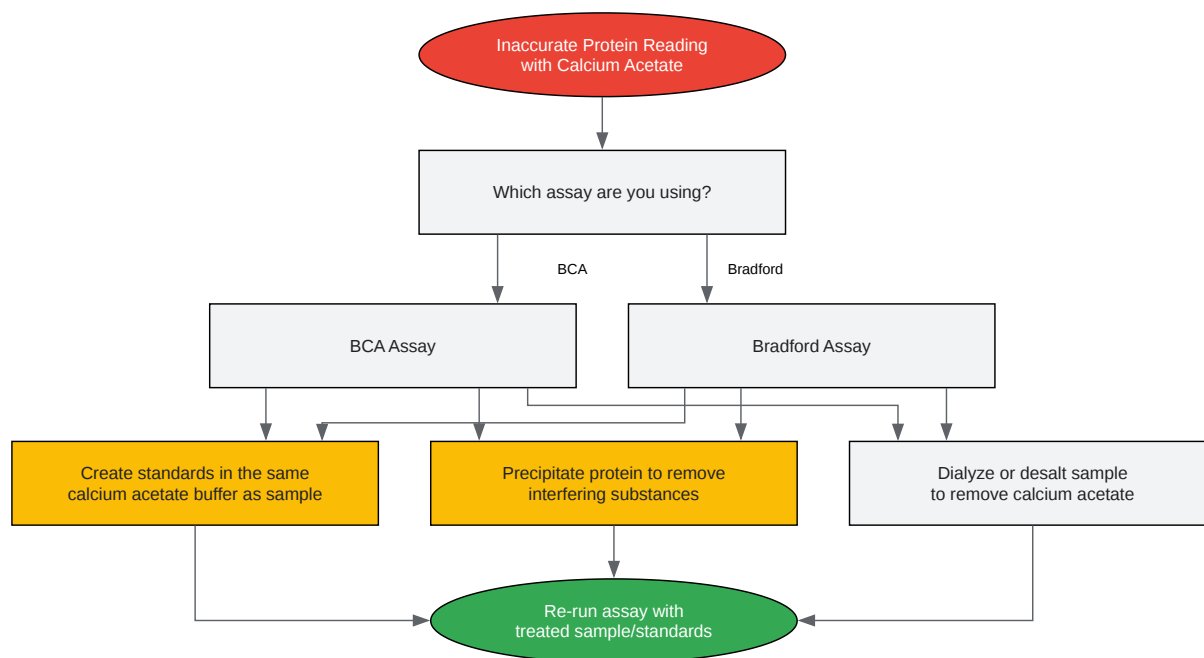 Inaccurate Protein Reading
with Calcium Acetate
Which assay are you using?
BCA
Bradford
BCA Assay
Bradford Assay
Create standards in the same
calcium acetate buffer as sample
Precipitate protein to remove
interfering substances
Dialyze or desalt sample
to remove calcium acetate
Re-run assay with
treated sample/standards